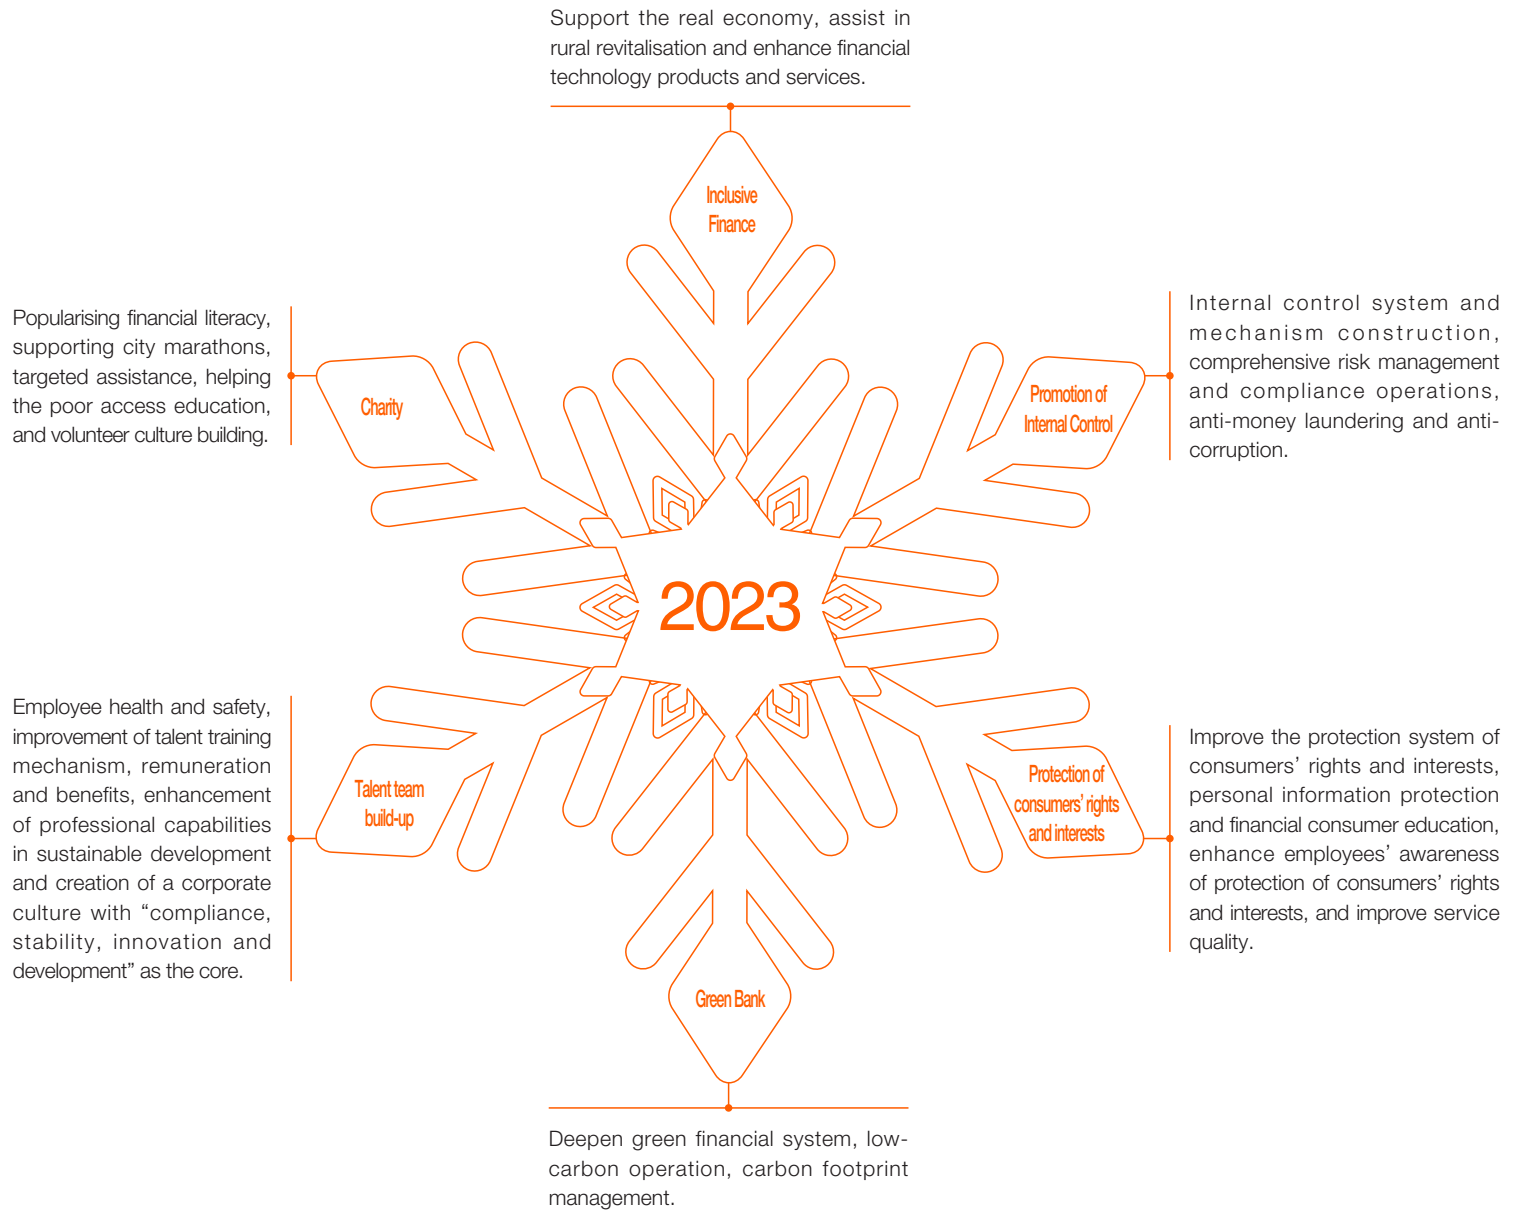 Support the real economy, assist in
rural revitalisation and enhance financial
technology products and services.
Inclusive
Finance
Popularising financial literacy,
supporting city marathons,
targeted assistance, helping
the poor access education,
and volunteer culture building.
Charity
Promotion of
Internal Control
Internal control system and
mechanism construction,
comprehensive risk management
and compliance operations,
anti-money laundering and anti-
corruption.
2023
Employee health and safety,
improvement of talent training
mechanism, remuneration
and benefits, enhancement
of professional capabilities
in sustainable development
and creation of a corporate
culture with “compliance,
stability, innovation and
development” as the core.
Talent team
build-up
Protection of
consumers’ rights
and interests
Improve the protection system of
consumers’ rights and interests,
personal information protection
and financial consumer education,
enhance employees’ awareness
of protection of consumers’ rights
and interests, and improve service
quality.
Green Bank
Deepen green financial system, low-
carbon operation, carbon footprint
management.